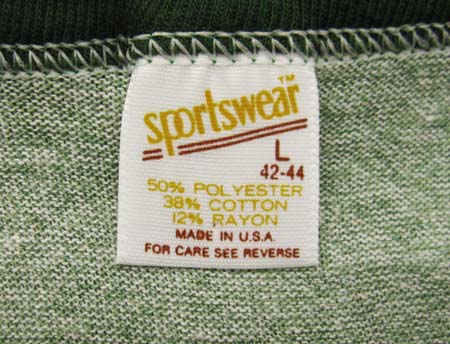 sportswear™
L
42-44
50% POLYESTER
38% COTTON
12% RAYON
MADE IN U.S.A.
FOR CARE SEE REVERSE